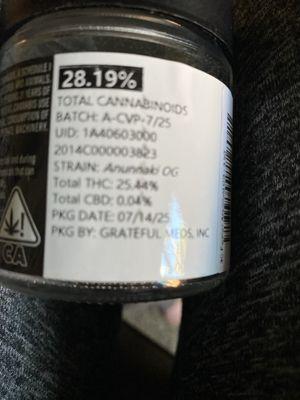 28.19%
TOTAL CANNABINOIDS
BATCH: A-CVP-7/25
UID: 1A40603000
2014C000003823
STRAIN: Anunnaki OG
Total THC: 25.44%
Total CBD: 0.04%
PKG DATE: 07/14/25
PKG BY: GRATEFUL MEDS, INC
CA